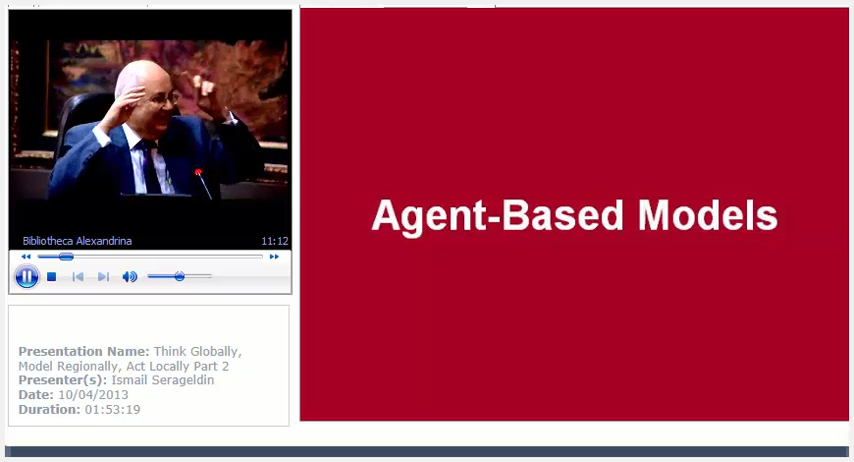 Bibliotheca Alexandrina 11:12
Agent-Based Models
Presentation Name: Think Globally,
Model Regionally, Act Locally Part 2
Presenter(s): Ismail Serageldin
Date: 10/04/2013
Duration: 01:53:19